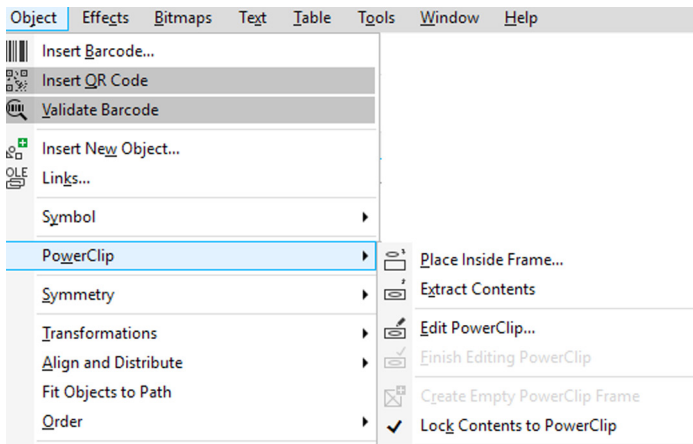 Object Effects Bitmaps Text Table Tools Window Help
Insert Barcode...
Insert QR Code
Validate Barcode
Insert New Object...
OLE Links...
Symbol
PowerClip
Place Inside Frame...
Symmetry
Extract Contents
Transformations
Edit PowerClip...
Align and Distribute
Finish Editing PowerClip
Fit Objects to Path
Create Empty PowerClip Frame
Order
Lock Contents to PowerClip